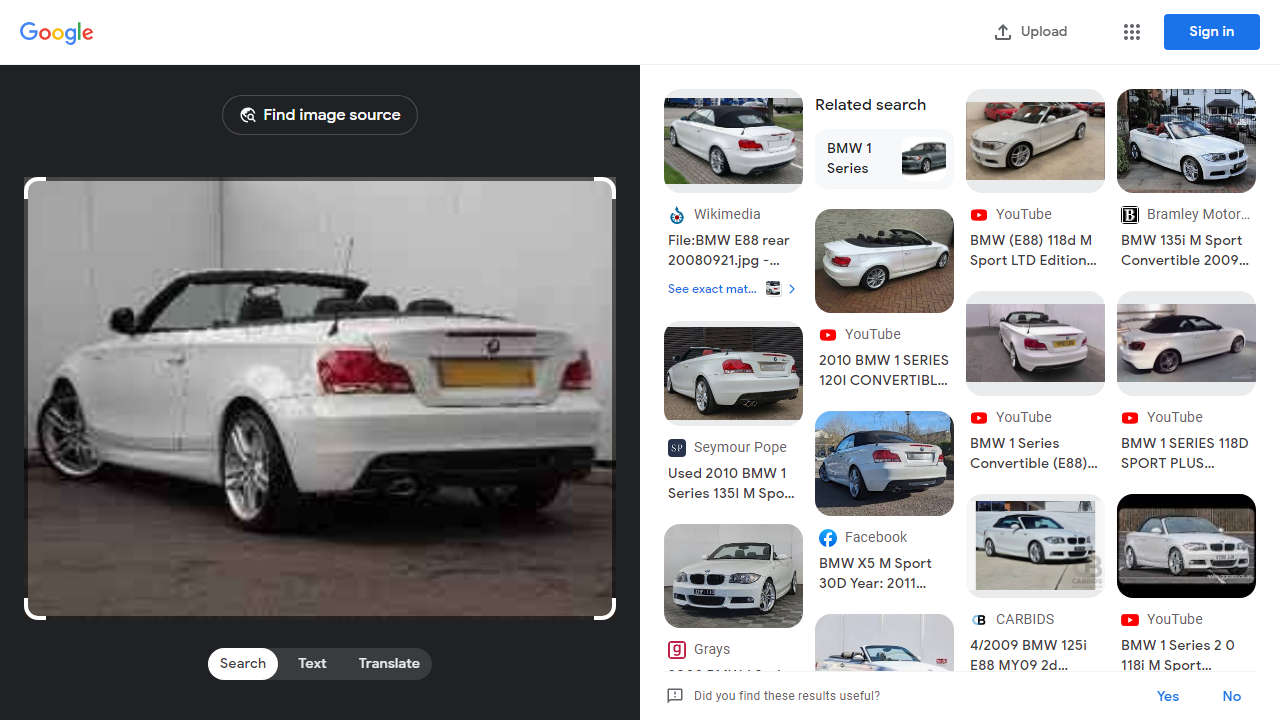 Google
Upload
Sign in
Find image source
Search
Text
Translate
Wikimedia
File:BMW E88 rear
20080921.jpg -...
See exact mat...
Seymour Pope
Used 2010 BMW 1
Series 135I M Spo...
Grays
Related search
BMW 1
Series
YouTube
2010 BMW 1 SERIES
120I CONVERTIBL...
Facebook
BMW X5 M Sport
30D Year: 2011...
YouTube
BMW (E88) 118d M
Sport LTD Edition...
YouTube
BMW 1 Series
Convertible (E88)...
CARBIDS
4/2009 BMW 125i
E88 MY09 2d...
Bramley Motor...
BMW 135i M Sport
Convertible 2009...
YouTube
BMW 1 SERIES 118D
SPORT PLUS...
YouTube
BMW 1 Series 2 0
118i M Sport...
Did you find these results useful?
Yes
No